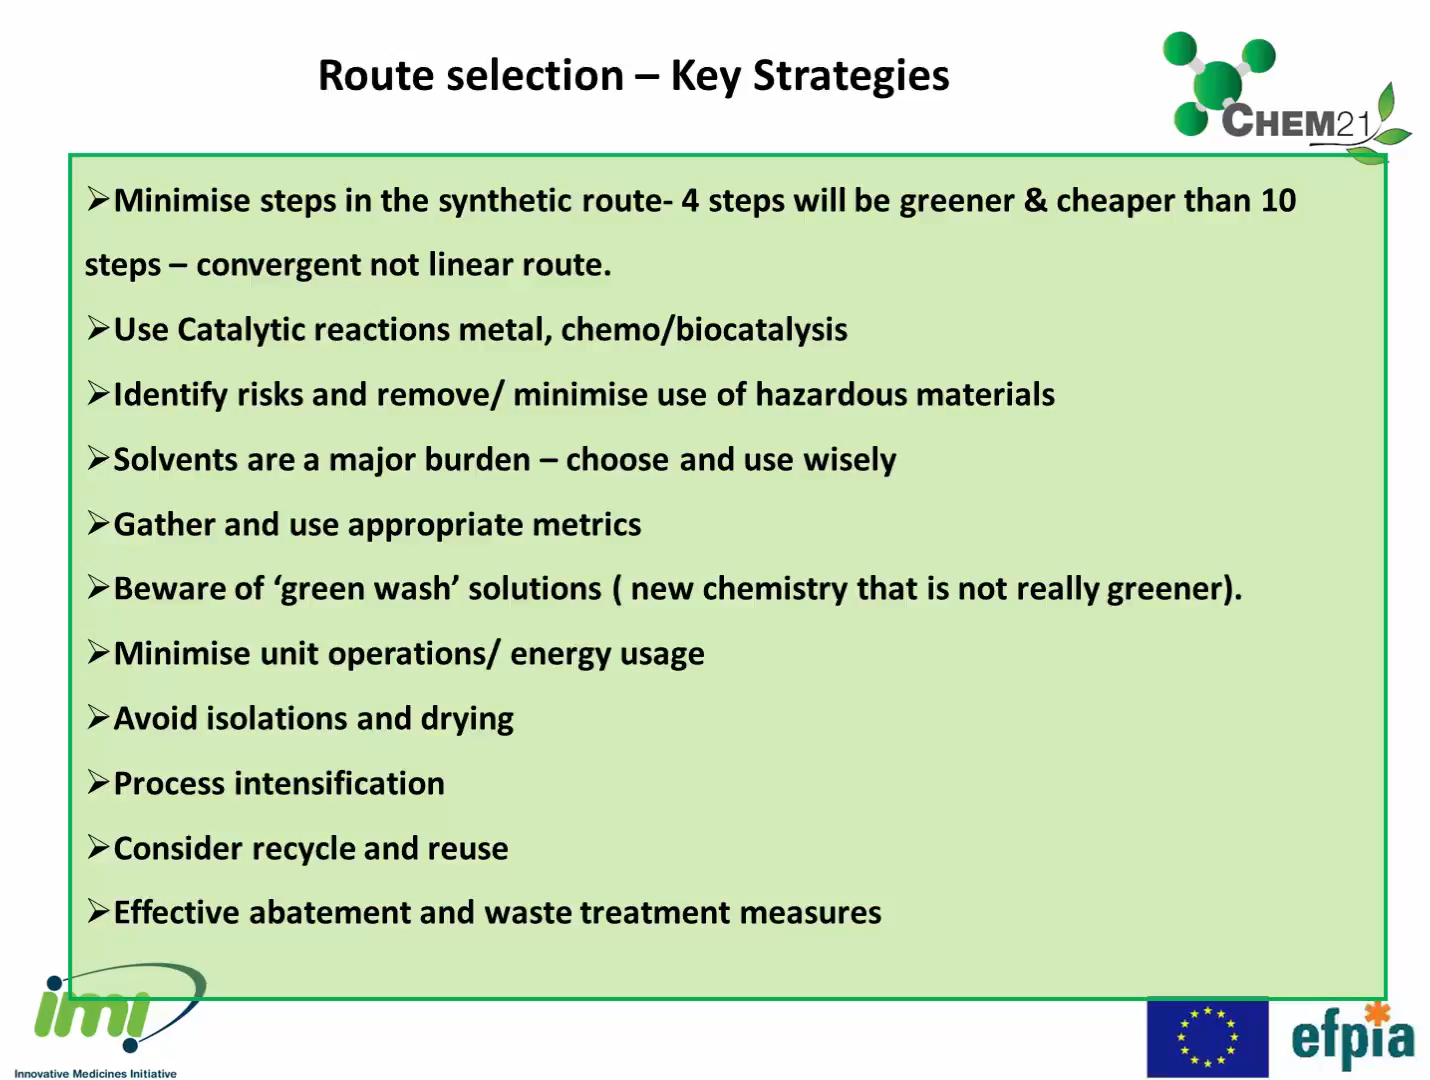 Route selection – Key Strategies
CHEM21
➢Minimise steps in the synthetic route- 4 steps will be greener & cheaper than 10
steps – convergent not linear route.
➢Use Catalytic reactions metal, chemo/biocatalysis
➢Identify risks and remove/ minimise use of hazardous materials
➢Solvents are a major burden – choose and use wisely
➢Gather and use appropriate metrics
➢Beware of ‘green wash’ solutions ( new chemistry that is not really greener).
➢Minimise unit operations/ energy usage
➢Avoid isolations and drying
➢Process intensification
➢Consider recycle and reuse
➢Effective abatement and waste treatment measures
imi
Innovative Medicines Initiative
efpia